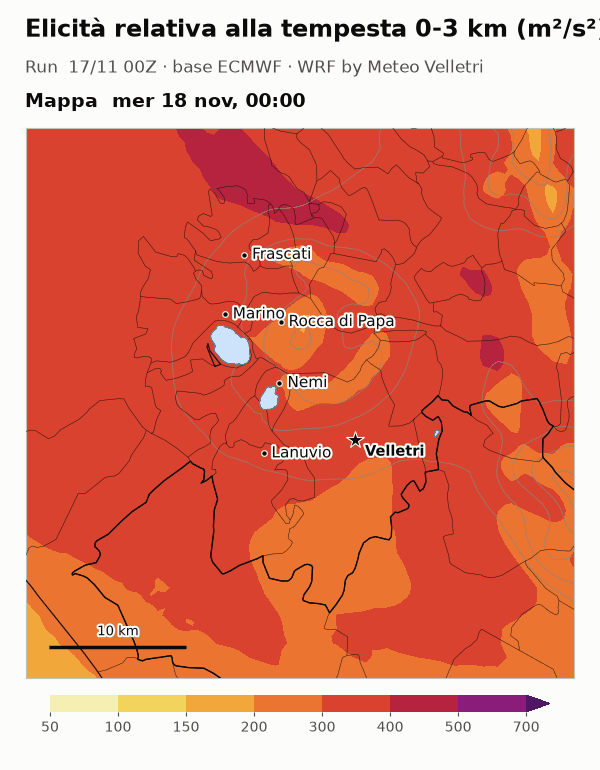 Elicità relativa alla tempesta 0-3 km (m²/s²)
Run  17/11 00Z · base ECMWF · WRF by Meteo Velletri
Mappa  mer 18 nov, 00:00
Frascati
Marino
Rocca di Papa
Nemi
Lanuvio
Velletri
10 km
50 100 150 200 300 400 500 700